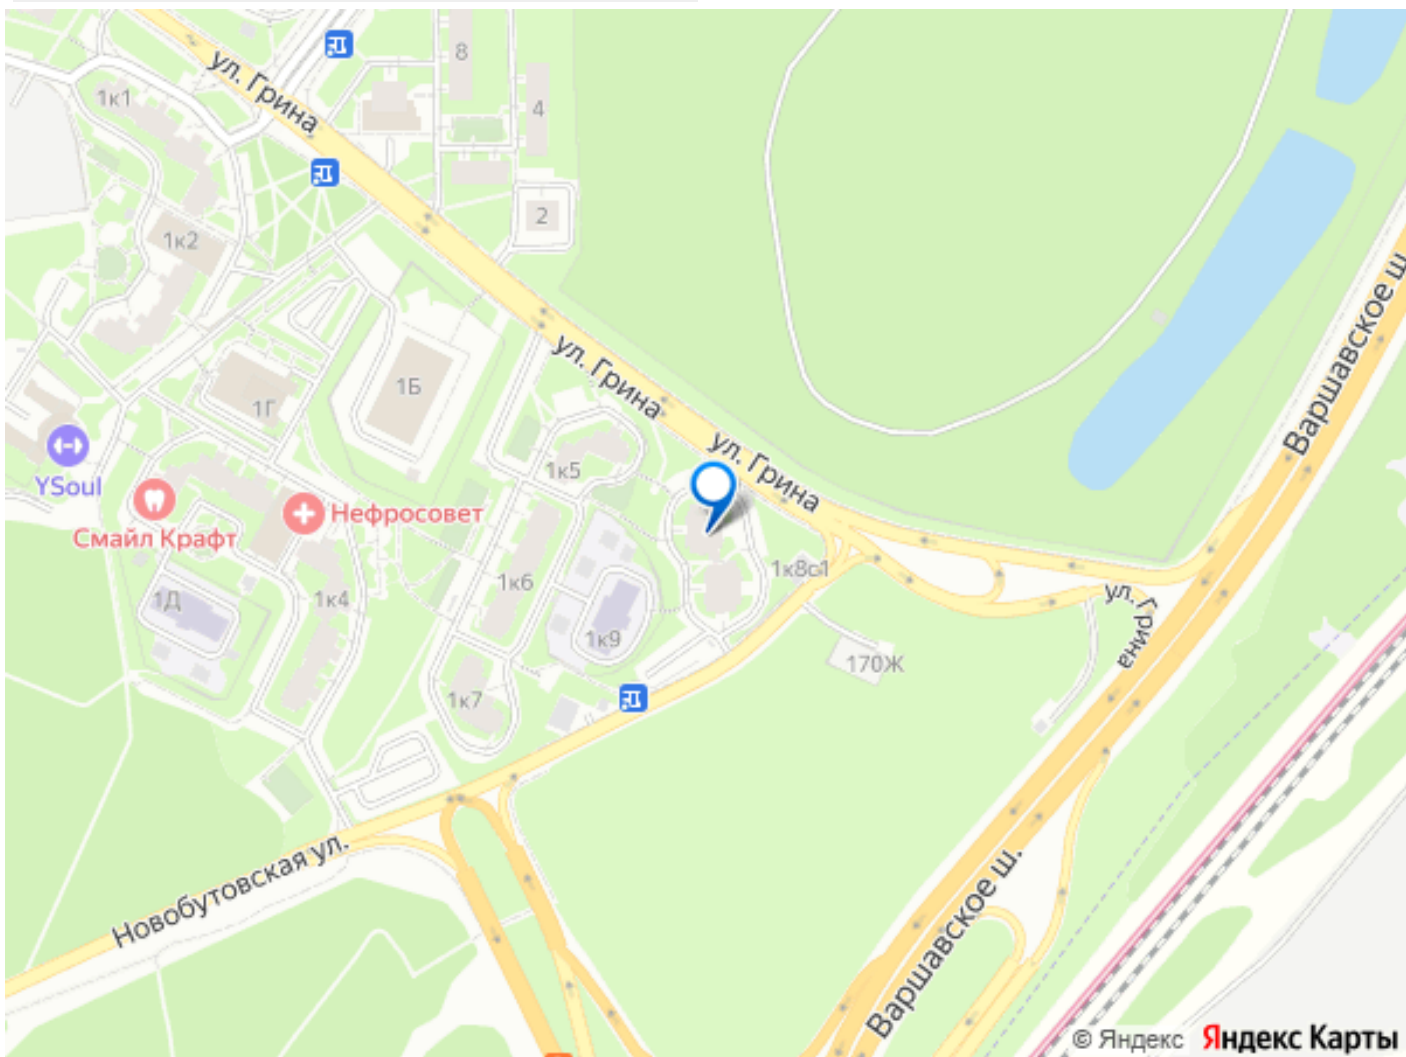 8
ул. Грина
1к1
4
2
1к2
Варшавское ш.
ул. Грина
1Б
1Г
YSoul
ул. Грина
1к5
Смайл Крафт
Нефросовет
1к6
1к8с1
1Д
1к4
ул. Грина
1к9
170Ж
1к7
Новобутовская ул.
Варшавское ш.
© Яндекс Яндекс Карты